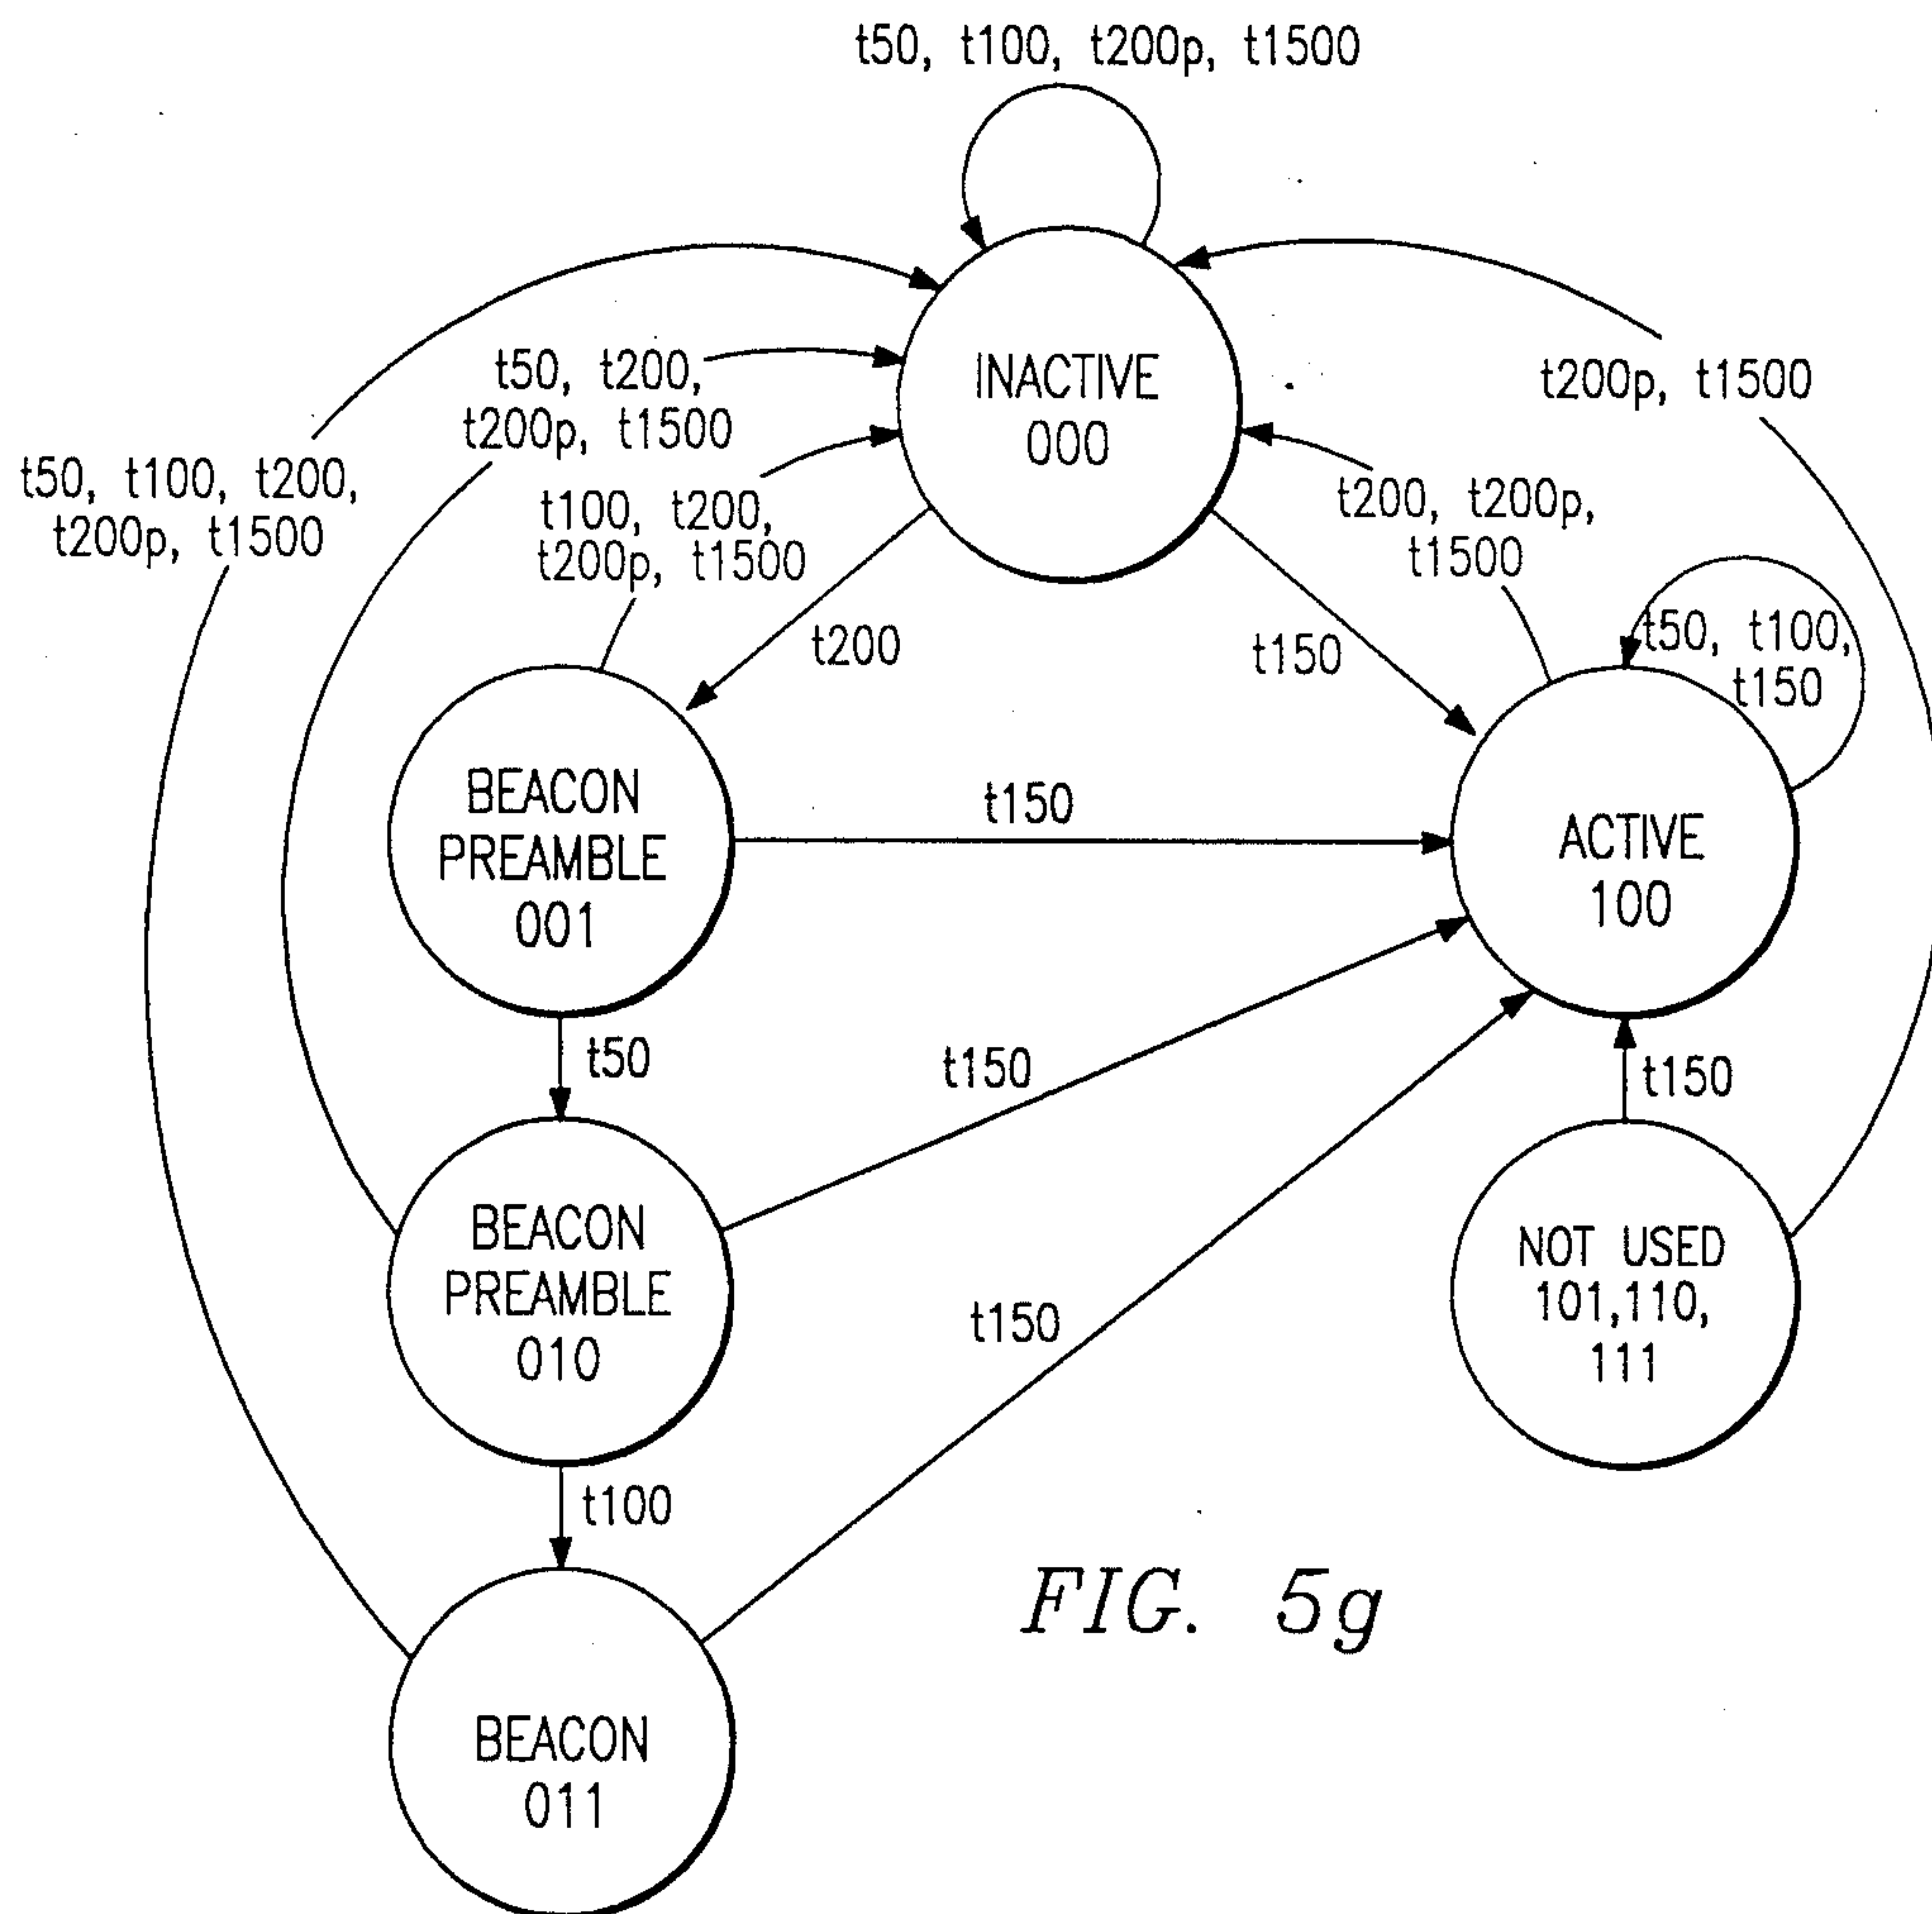 t50, t100, t200p, t1500
INACTIVE
000
t50, t200,
t200p, t1500
t200p, t1500
t50, t100, t200,
t200p, t1500
t100, t200,
t200p, t1500
t200, t200p,
t1500
t200
t150
t50, t100,
t150
BEACON
PREAMBLE
001
t150
ACTIVE
100
t50
t150
t150
BEACON
PREAMBLE
010
t150
NOT USED
101,110,
111
t100
FIG. 5g
BEACON
011